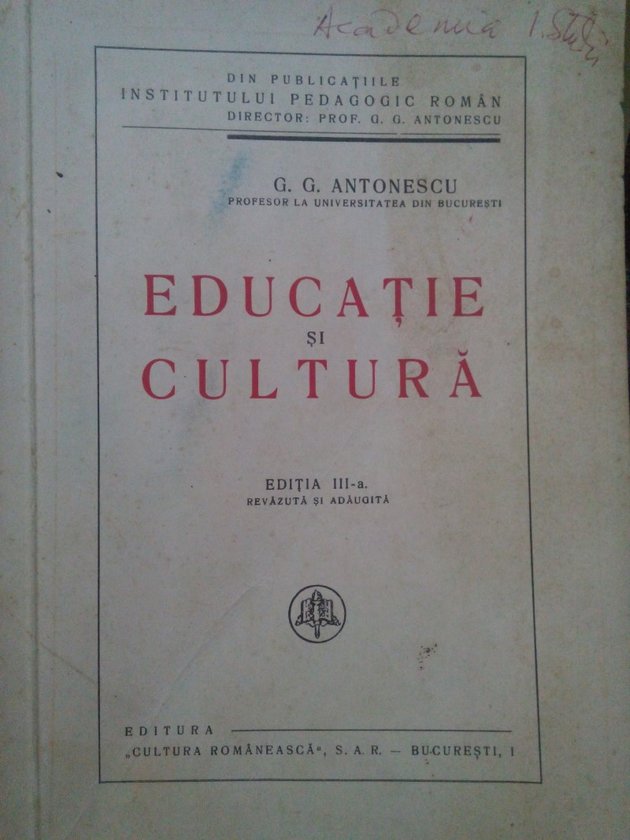 Academia
DIN PUBLICAȚIILE
INSTITUTULUI PEDAGOGIC ROMÂN
DIRECTOR: PROF. G. G. ANTONESCU
G. G. ANTONESCU
PROFESOR LA UNIVERSITATEA DIN BUCUREȘTI
EDUCAȚIE
ȘI
CULTURĂ
EDIȚIA III-a.
REVĂZUTĂ ȘI ADĂUGITĂ
EDITURA
„CULTURA ROMÂNEASCĂ“, S. A. R. — BUCUREȘTI, I